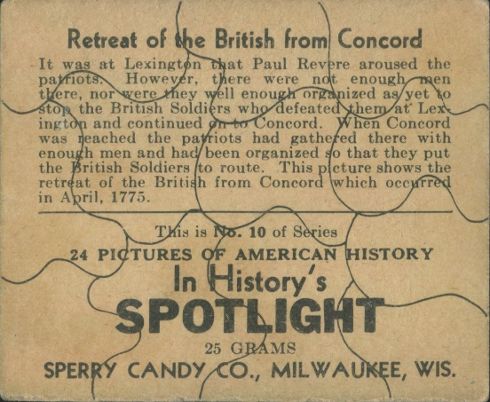 Retreat of the British from Concord
It was at Lexington that Paul Revere aroused the
patriots. However, there were not enough men
there, nor were they well enough organized as yet to
stop the British Soldiers who defeated them at Lex-
ington and continued on to Concord. When Concord
was reached the patriots had gathered there with
enough men and had been organized so that they put
the British Soldiers to route. This picture shows the
retreat of the British from Concord which occurred
in April, 1775.
This is No. 10 of Series
24 PICTURES OF AMERICAN HISTORY
In History's
SPOTLIGHT
25 GRAMS
SPERRY CANDY CO., MILWAUKEE, WIS.